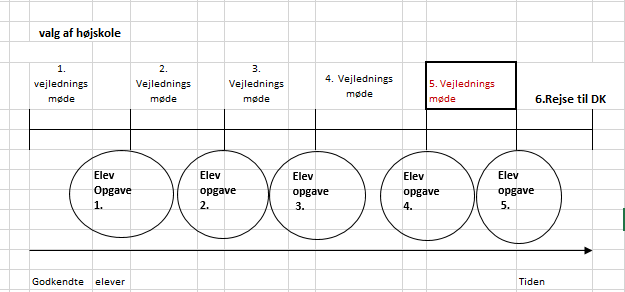 valg af højskole
1.
vejlednings
møde
2.
Vejlednings
møde
3.
Vejlednings
møde
4. Vejlednings
møde
5. Vejlednings
møde
6.Rejse til DK
Elev
Opgave
1.
Elev
opgave
2.
Elev
opgave
3.
Elev
opgave
4.
Elev
opgave
5.
Godkendte elever
Tiden